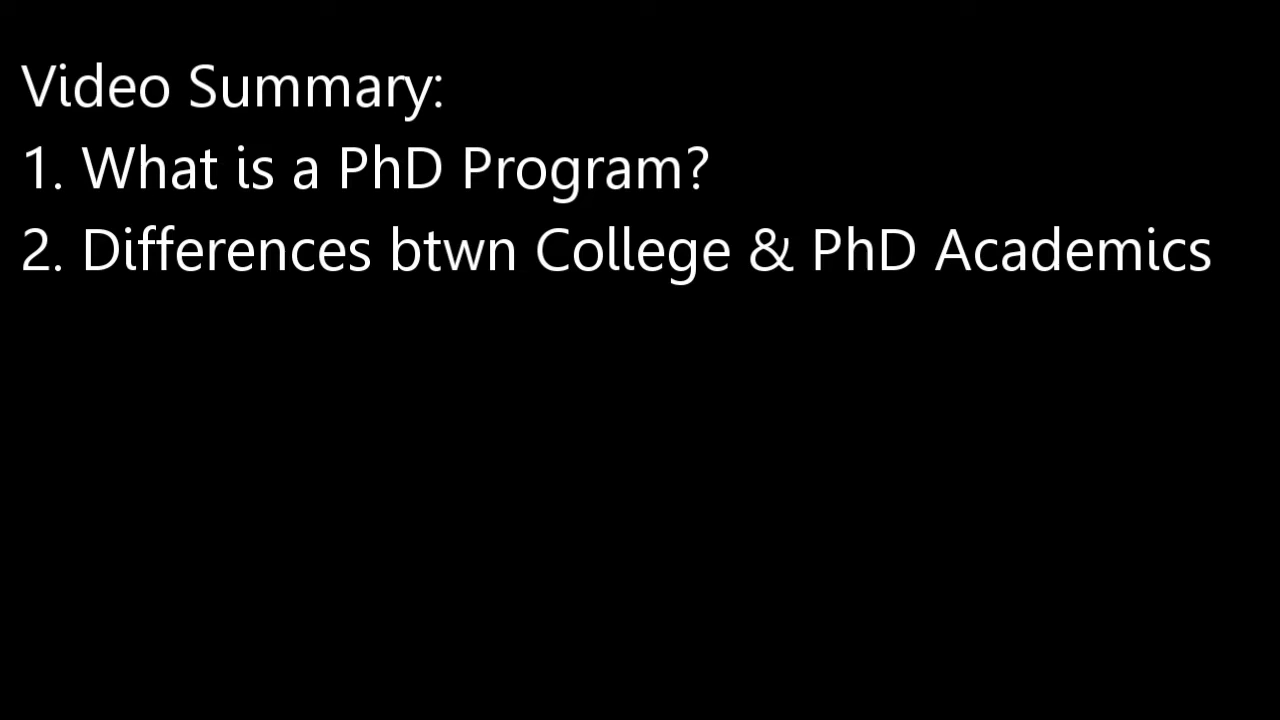 Video Summary:
1. What is a PhD Program?
2. Differences btwn College & PhD Academics